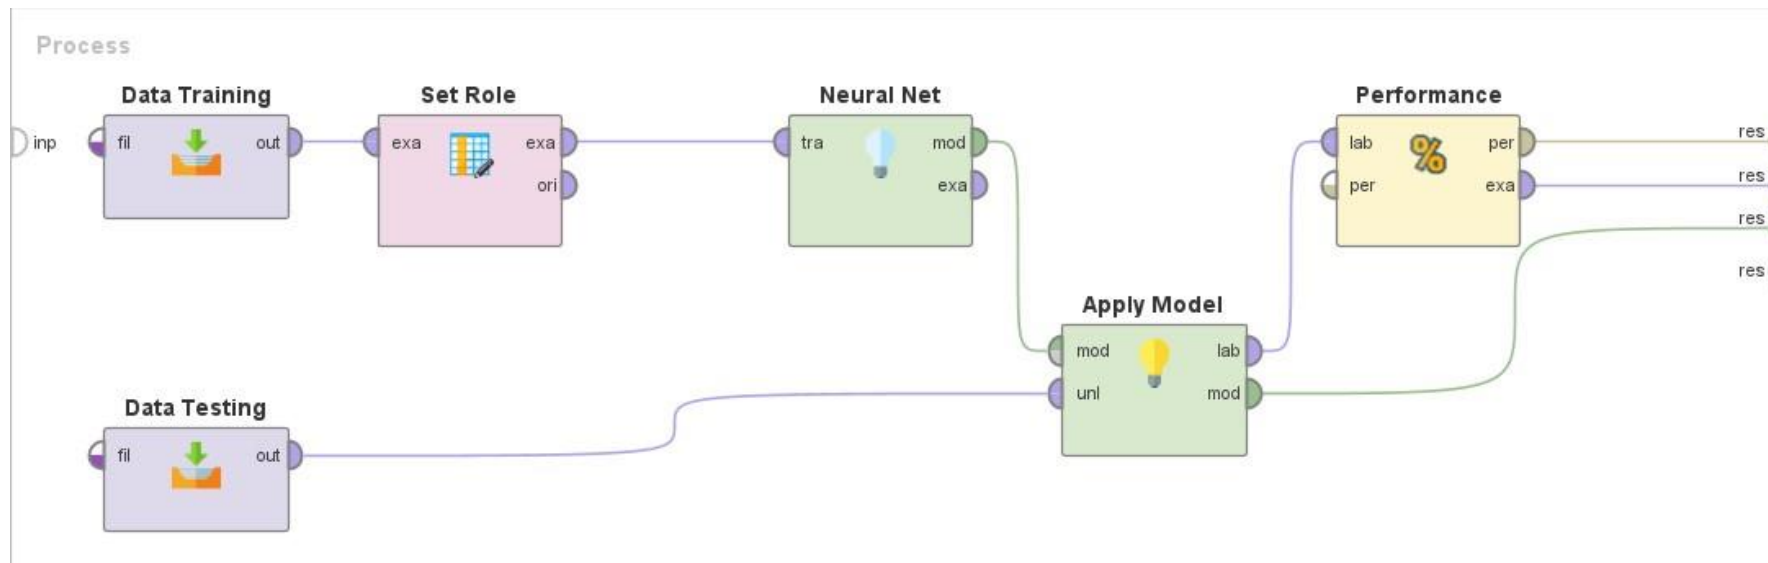 Process
Data Training
Set Role
Neural Net
Performance
inp
fil
out
exa
exa
ori
tra
mod
exa
lab
per
per
exa
res
res
res
res
Apply Model
mod
lab
unl
mod
Data Testing
fil
out